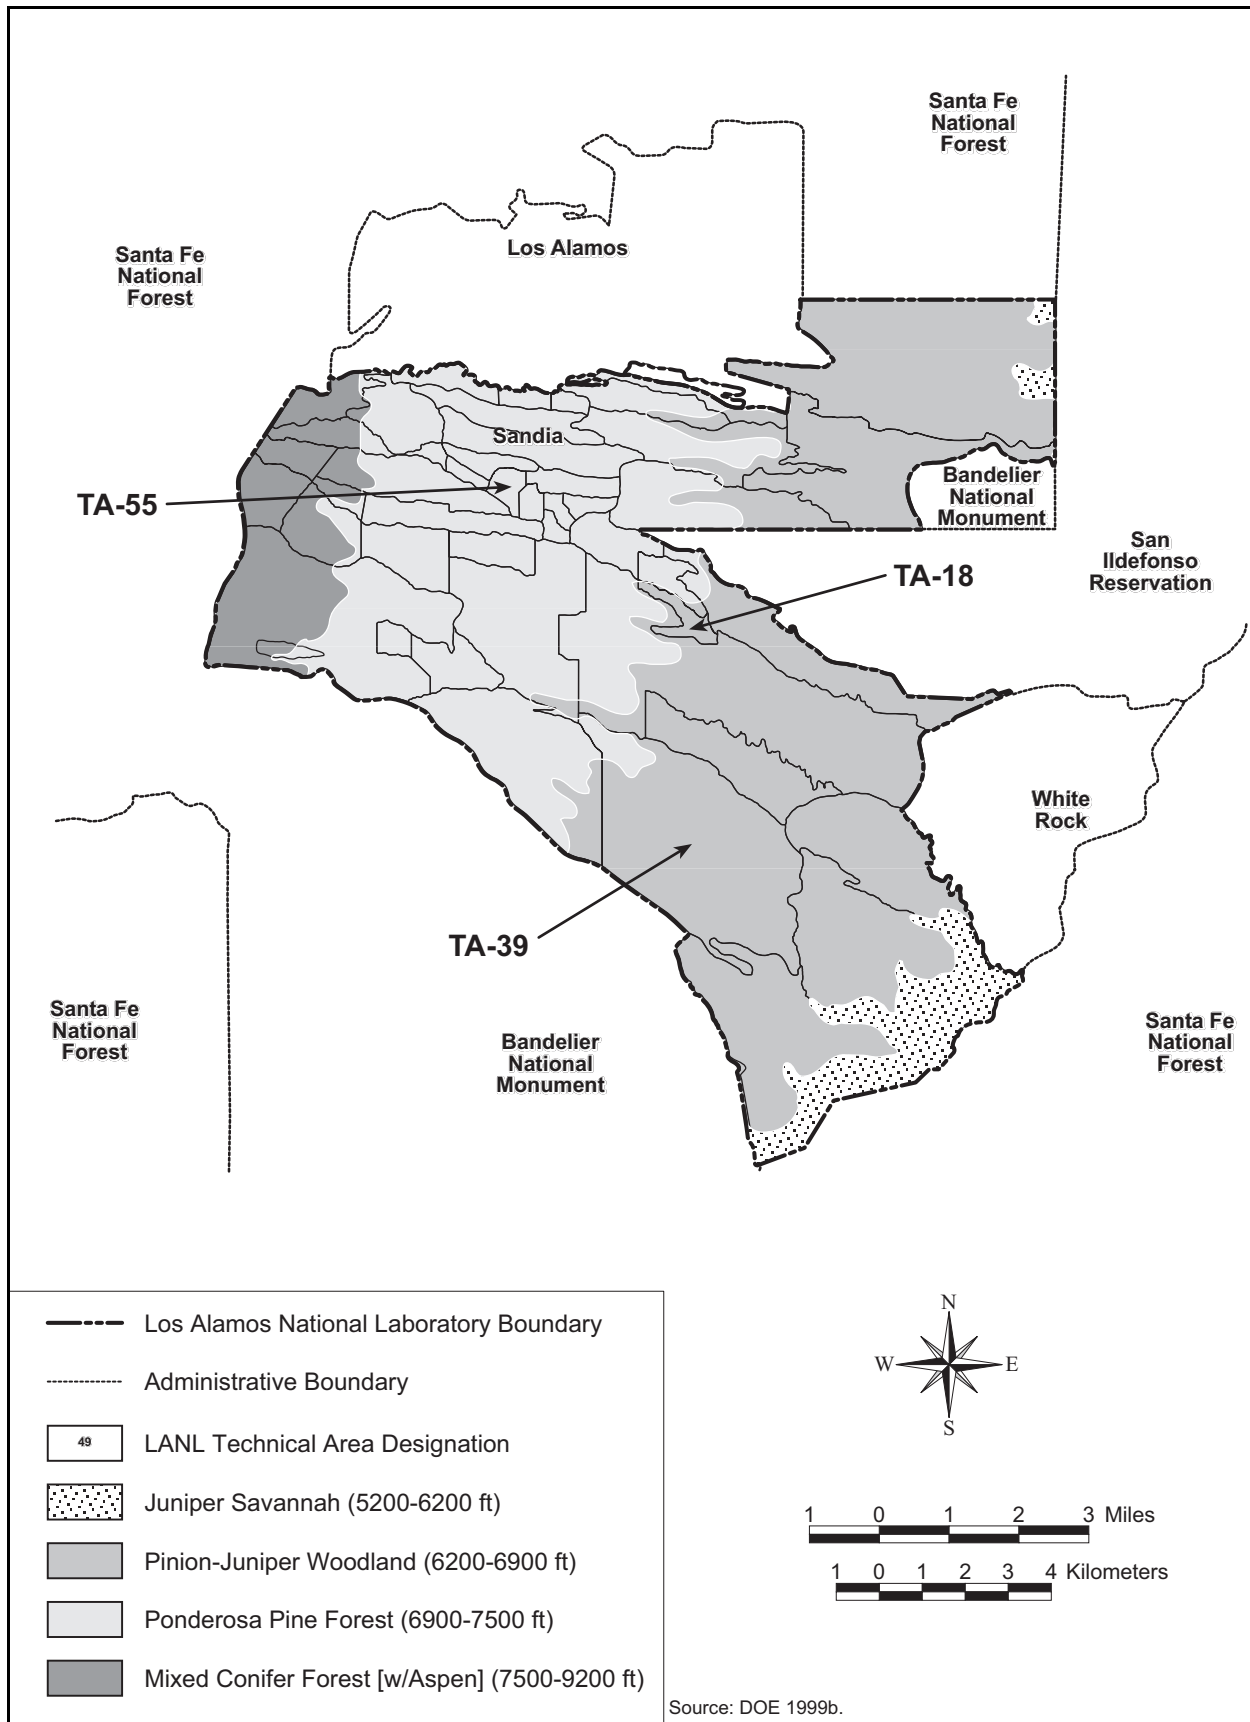 Santa Fe
National
Forest
Santa Fe
National
Forest
Los Alamos
Sandia
TA-55
Bandelier
National
Monument
San
Ildefonso
Reservation
TA-18
White
Rock
TA-39
Santa Fe
National
Forest
Bandelier
National
Monument
Santa Fe
National
Forest
Los Alamos National Laboratory Boundary
Administrative Boundary
49 LANL Technical Area Designation
Juniper Savannah (5200-6200 ft)
Pinion-Juniper Woodland (6200-6900 ft)
Ponderosa Pine Forest (6900-7500 ft)
Mixed Conifer Forest [w/Aspen] (7500-9200 ft)
N
W E
S
1 0 1 2 3 Miles
1 0 1 2 3 4 Kilometers
Source: DOE 1999b.